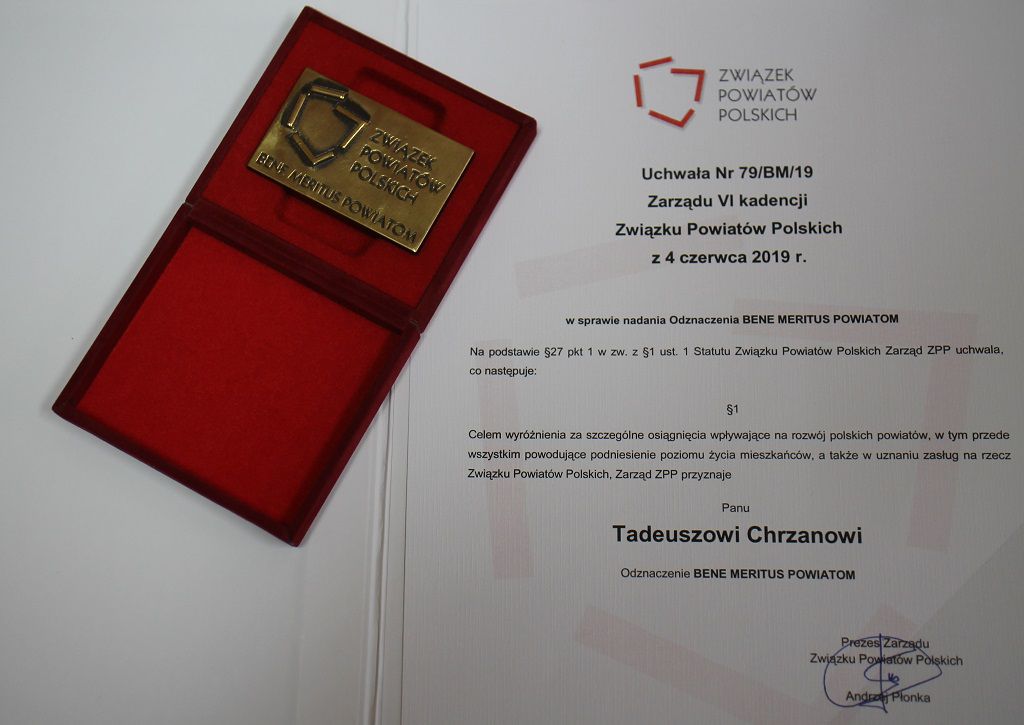 ZWIĄZEK
POWIATÓW
POLSKICH
BENE MERITUS POWIATOM
ZWIĄZEK
POWIATÓW
POLSKICH
Uchwała Nr 79/BM/19
Zarządu VI kadencji
Związku Powiatów Polskich
z 4 czerwca 2019 r.
w sprawie nadania Odznaczenia BENE MERITUS POWIATOM
Na podstawie §27 pkt 1 w zw. z §1 ust. 1 Statutu Związku Powiatów Polskich Zarząd ZPP uchwala,
co następuje:
§1
Celem wyróżnienia za szczególne osiągnięcia wpływające na rozwój polskich powiatów, w tym przede
wszystkim powodujące podniesienie poziomu życia mieszkańców, a także w uznaniu zasług na rzecz
Związku Powiatów Polskich, Zarząd ZPP przyznaje
Panu
Tadeuszowi Chrzanowi
Odznaczenie BENE MERITUS POWIATOM
Prezes Zarządu
Związku Powiatów Polskich
Andrzej Płonka